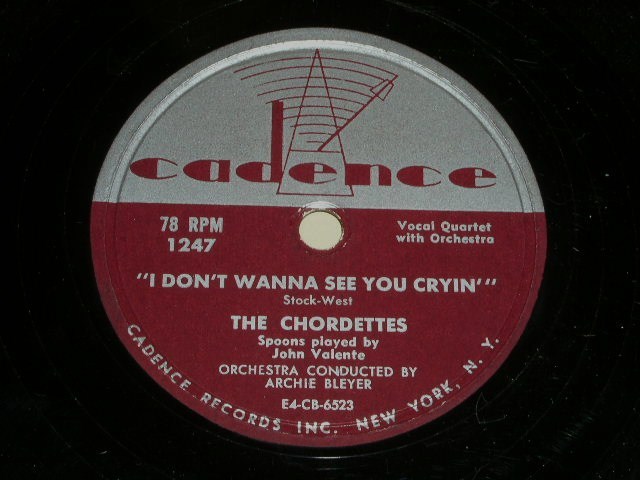 cadence
78 RPM
1247
Vocal Quartet
with Orchestra
"I DON'T WANNA SEE YOU CRYIN'"
Stock-West
THE CHORDETTES
Spoons played by
John Valente
ORCHESTRA CONDUCTED BY
ARCHIE BLEYER
E4-CB-6523
CADENCE RECORDS INC. NEW YORK, N. Y.